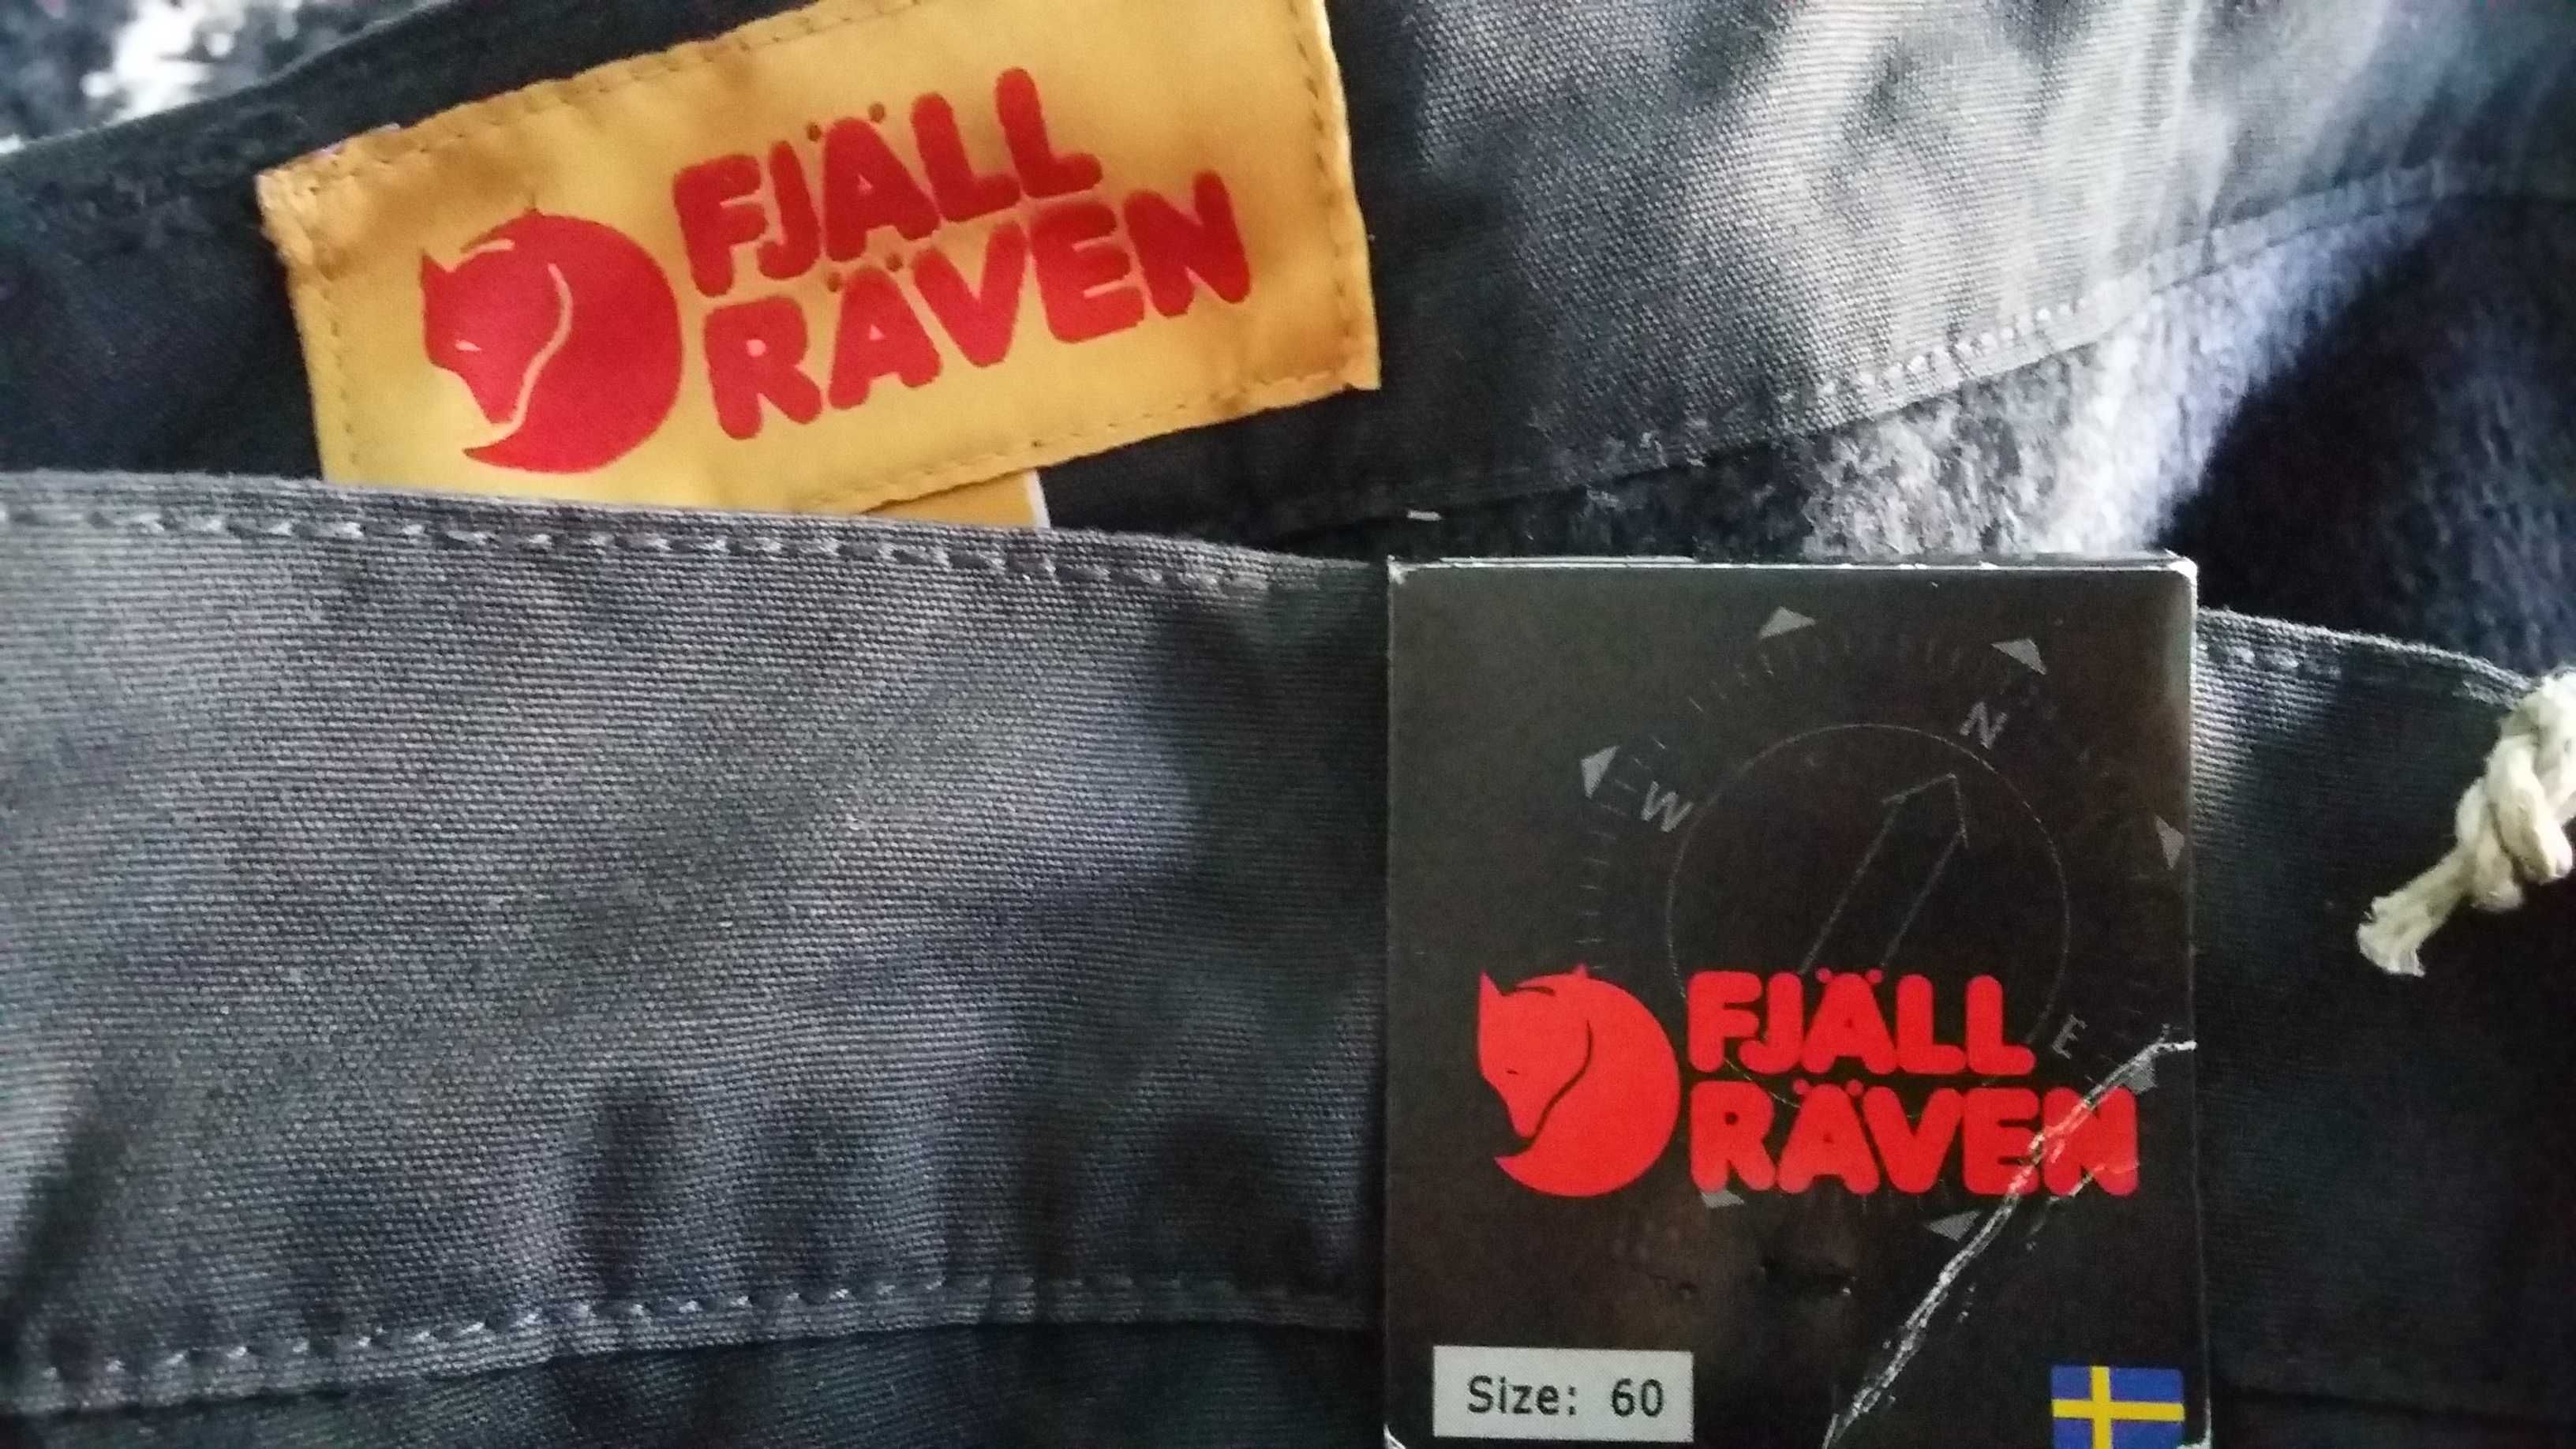 FJÄLL
RÄVEN
N
W
E
FJÄLL
RÄVEN
Size: 60